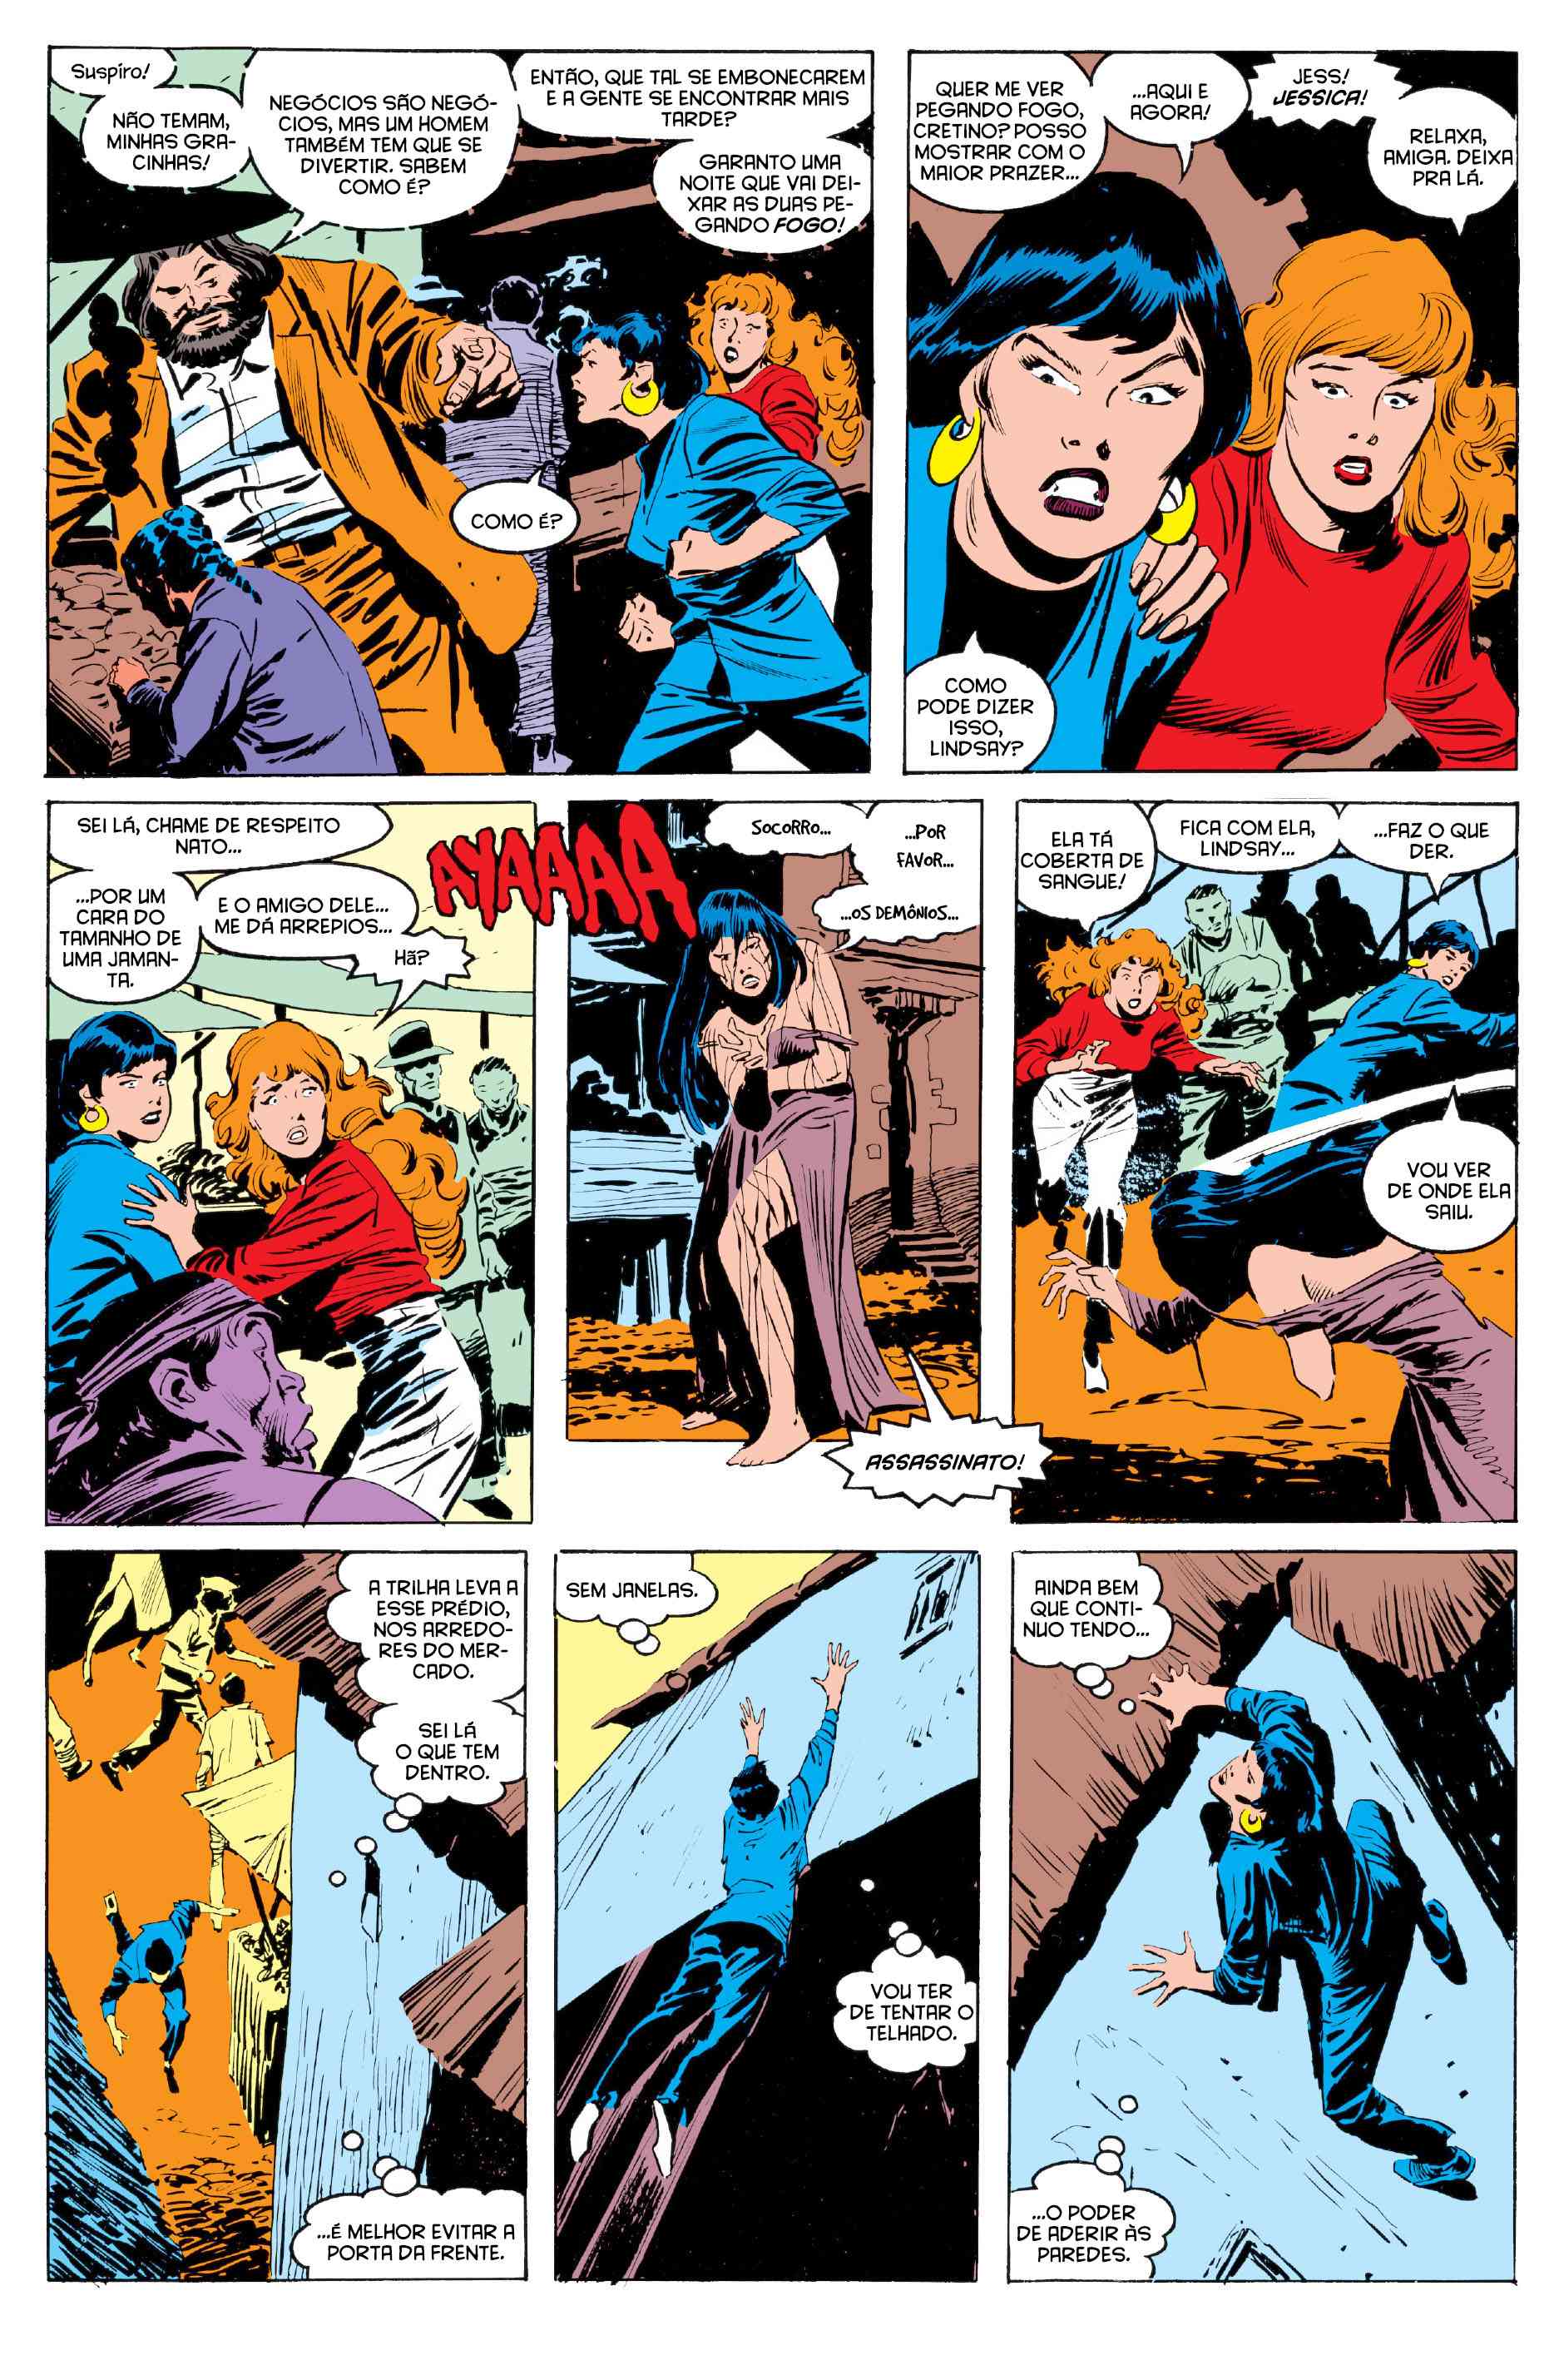 Suspiro!
NÃO TEMAM,
MINHAS GRA-
CINHAS!
NEGÓCIOS SÃO NEGÓ-
CIOS, MAS UM HOMEM
TAMBÉM TEM QUE SE
DIVERTIR. SABEM
COMO É?
ENTÃO, QUE TAL SE EMBONECAREM
E A GENTE SE ENCONTRAR MAIS
TARDE?
GARANTO UMA
NOITE QUE VAI DEI-
XAR AS DUAS PE-
GANDO FOGO!
COMO É?
QUER ME VER
PEGANDO FOGO,
CRETINO? POSSO
MOSTRAR COM O
MAIOR PRAZER...
...AQUI E
AGORA!
JESS!
JESSICA!
RELAXA,
AMIGA. DEIXA
PRA LÁ.
COMO
PODE DIZER
ISSO,
LINDSAY?
SEI LÁ, CHAME DE RESPEITO
NATO...
...POR UM
CARA DO
TAMANHO DE
UMA JAMAN-
TA.
E O AMIGO DELE...
ME DÁ ARREPIOS...
Hã?
AYAAAA
SOCORRO...
...POR
FAVOR...
...OS DEMÔNIOS...
ASSASSINATO!
ELA TÁ
COBERTA DE
SANGUE!
FICA COM ELA,
LINDSAY...
...FAZ O QUE
DER.
VOU VER
DE ONDE ELA
SAIU.
A TRILHA LEVA A
ESSE PRÉDIO,
NOS ARREDO-
RES DO MER-
CADO.
SEI LÁ
O QUE TEM
DENTRO.
...É MELHOR EVITAR A
PORTA DA FRENTE.
SEM JANELAS.
VOU TER
DE TENTAR O
TELHADO.
AINDA BEM
QUE CONTI-
NUO TENDO...
...O PODER
DE ADERIR ÀS
PAREDES.